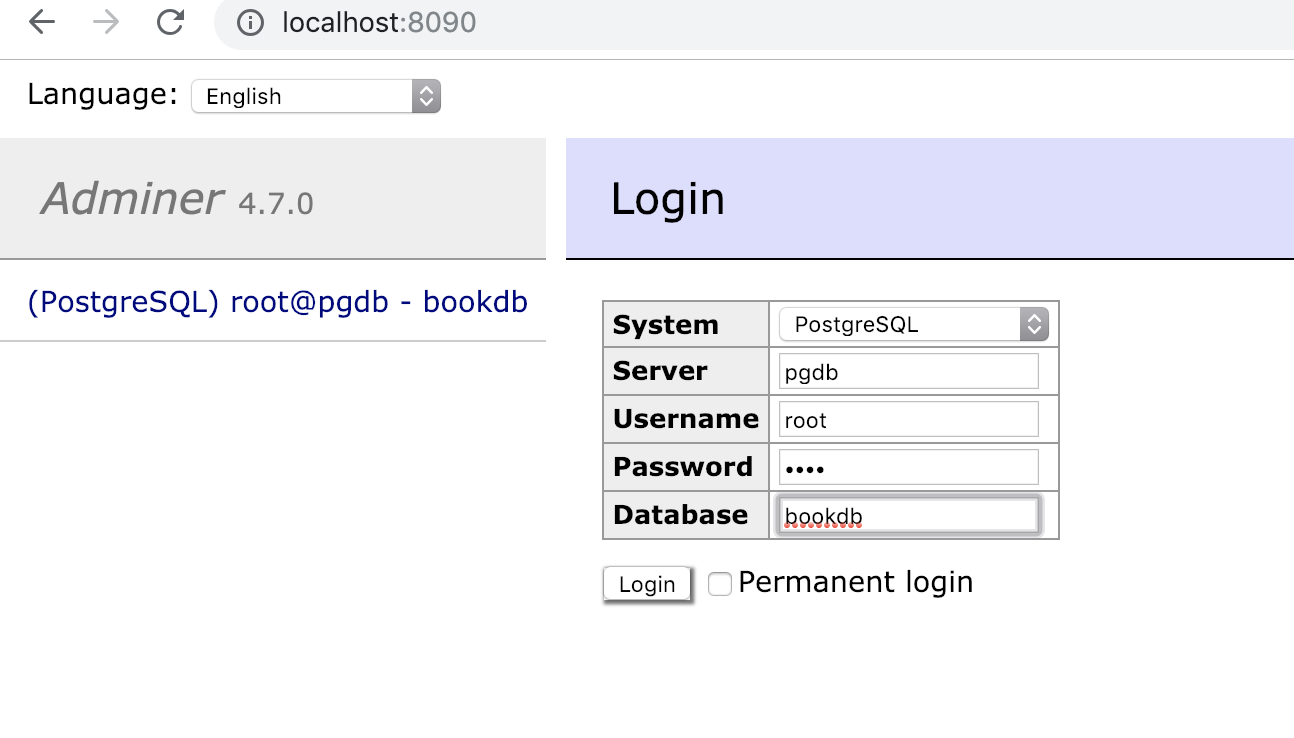 localhost:8090
Language: English
Adminer 4.7.0
Login
(PostgreSQL) root@pgdb - bookdb
System PostgreSQL
Server pgdb
Username root
Password ••••
Database bookdb
Login Permanent login